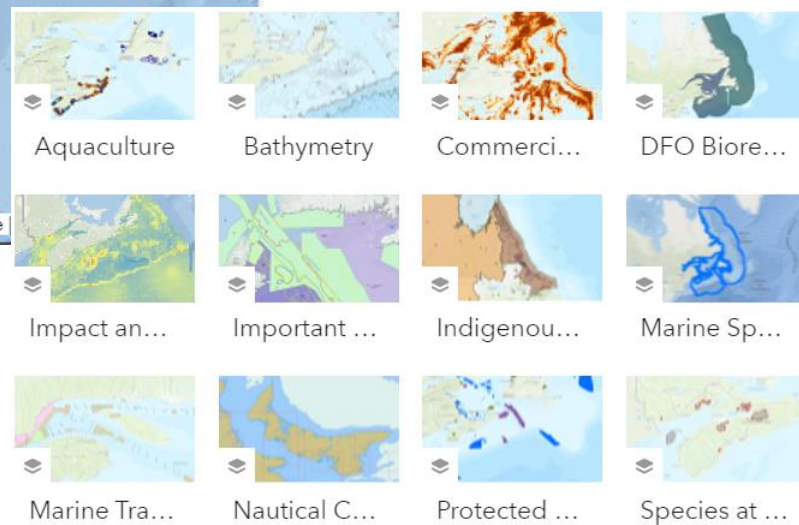 Aquaculture
Bathymetry
Commerci...
DFO Biore...
Impact an...
Important ...
Indigenou...
Marine Sp...
Marine Tra...
Nautical C...
Protected ...
Species at ...